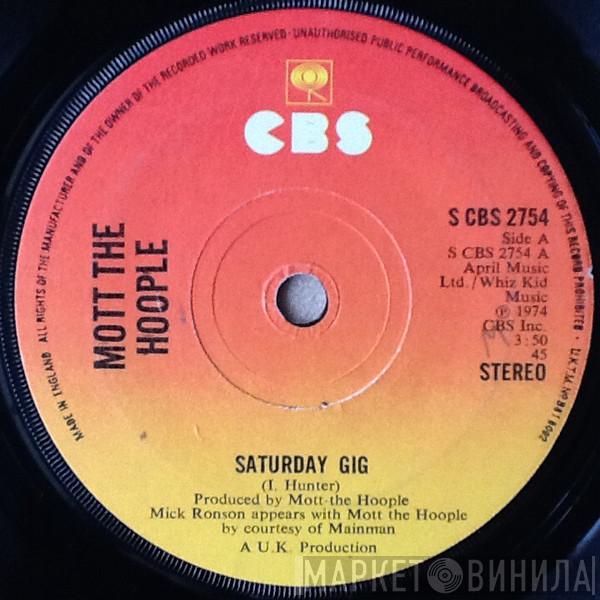 ALL RIGHTS OF THE MANUFACTURER AND OF THE OWNER OF THE RECORDED WORK RESERVED · UNAUTHORISED PUBLIC PERFORMANCE BROADCASTING AND COPYING OF THIS RECORD PROHIBITED · U.K.T.M. No 881 8092
MADE IN ENGLAND
CBS
MOTT THE
HOOPLE
S CBS 2754
Side A
S CBS 2754 A
April Music
Ltd./Whiz Kid
Music
℗ 1974
CBS Inc.
3:50
45
STEREO
SATURDAY GIG
(I. Hunter)
Produced by Mott-the Hoople
Mick Ronson appears with Mott the Hoople
by courtesy of Mainman
A U.K. Production
МАРКЕТ ВИНИЛА